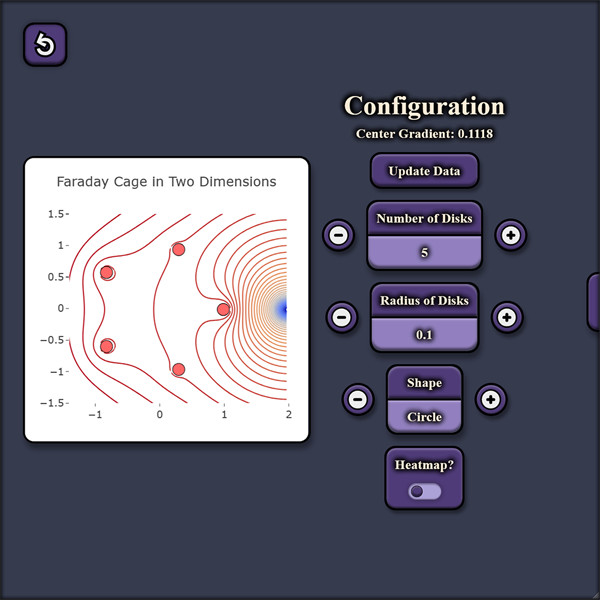 Configuration
Center Gradient: 0.1118
Update Data
Number of Disks
5
Radius of Disks
0.1
Shape
Circle
Heatmap?
Faraday Cage in Two Dimensions
1.5
1
0.5
0
−0.5
−1
−1.5
−1 0 1 2